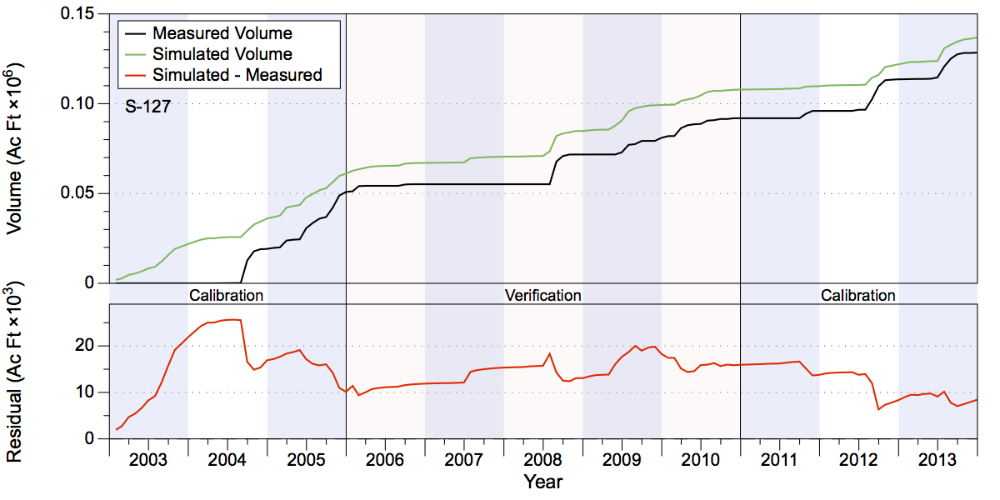 0.15
Measured Volume
Simulated Volume
Simulated - Measured
S-127
0.10
0.05
0
Volume (Ac Ft ×10⁶)
Calibration Verification Calibration
20
10
0
Residual (Ac Ft ×10³)
2003 2004 2005 2006 2007 2008 2009 2010 2011 2012 2013
Year